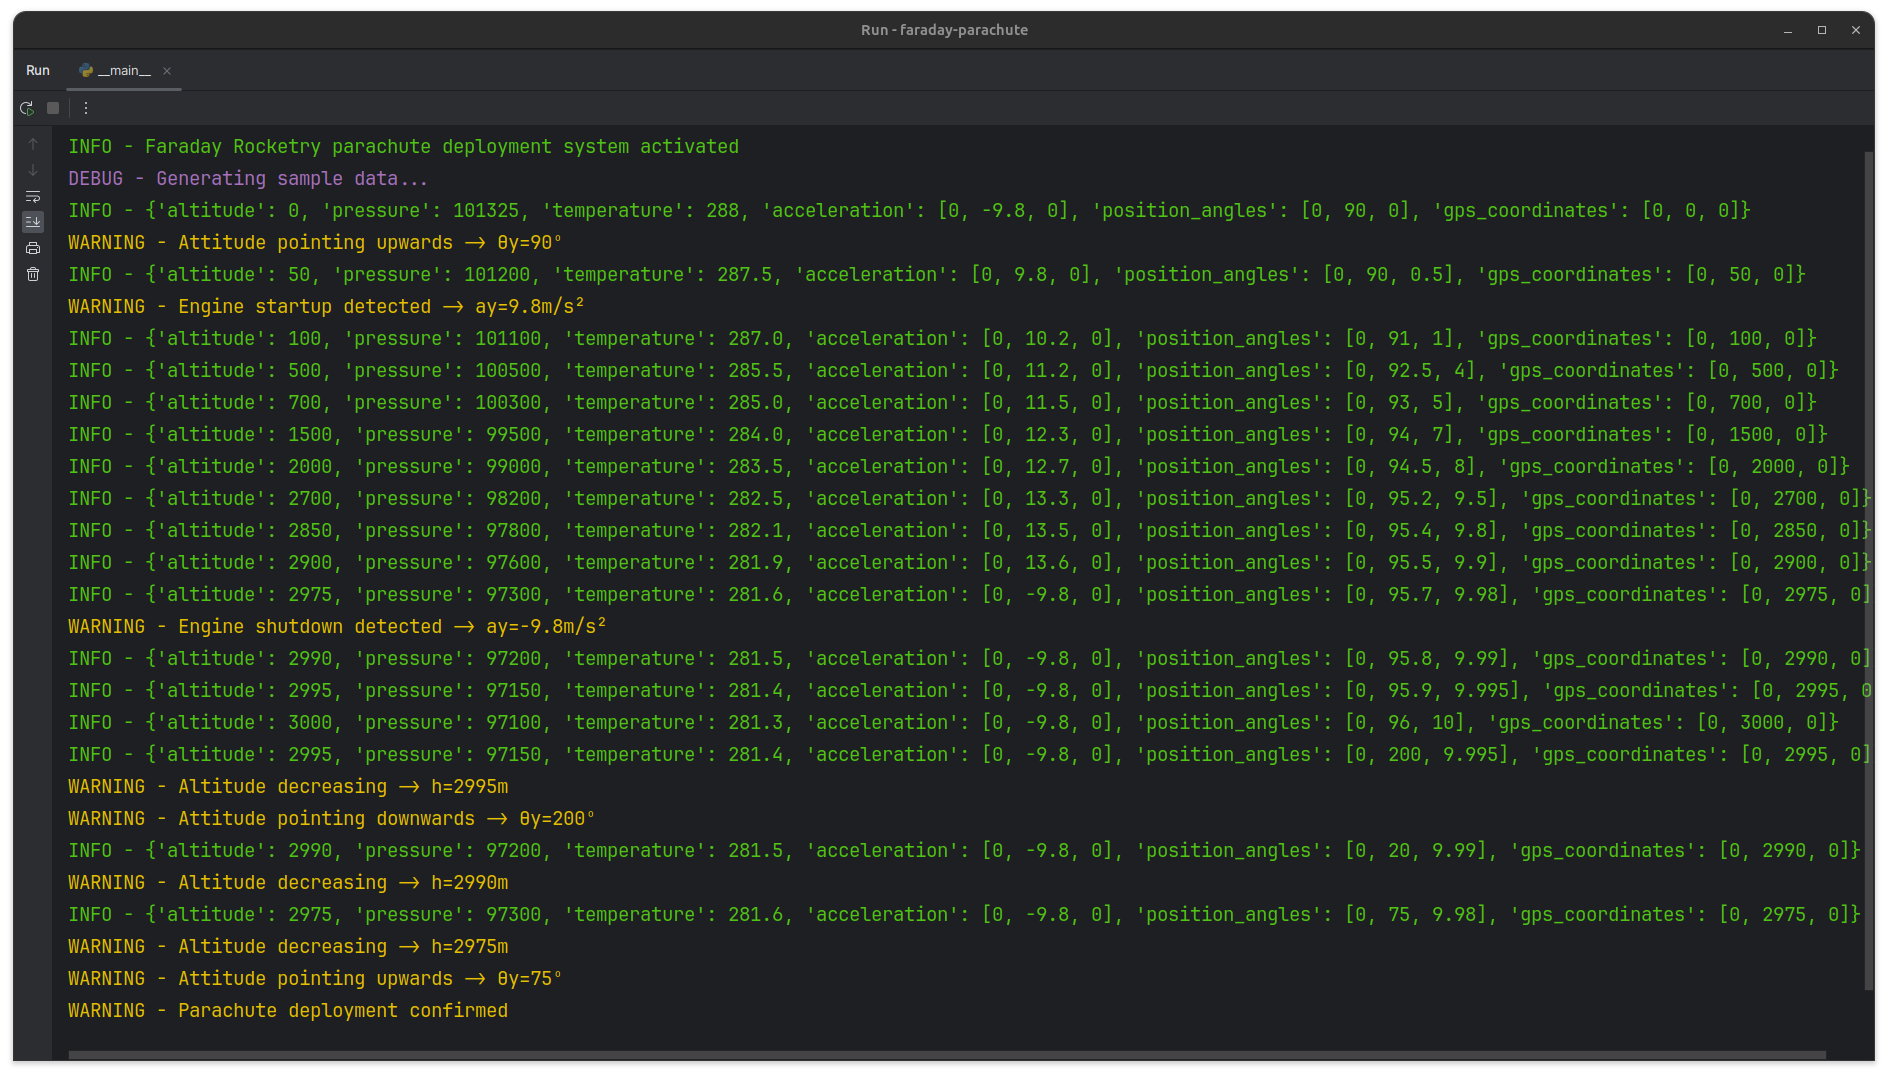 Run - faraday-parachute
Run __main__
INFO - Faraday Rocketry parachute deployment system activated
DEBUG - Generating sample data...
INFO - {'altitude': 0, 'pressure': 101325, 'temperature': 288, 'acceleration': [0, -9.8, 0], 'position_angles': [0, 90, 0], 'gps_coordinates': [0, 0, 0]}
WARNING - Attitude pointing upwards -> θy=90°
INFO - {'altitude': 50, 'pressure': 101200, 'temperature': 287.5, 'acceleration': [0, 9.8, 0], 'position_angles': [0, 90, 0.5], 'gps_coordinates': [0, 50, 0]}
WARNING - Engine startup detected -> ay=9.8m/s²
INFO - {'altitude': 100, 'pressure': 101100, 'temperature': 287.0, 'acceleration': [0, 10.2, 0], 'position_angles': [0, 91, 1], 'gps_coordinates': [0, 100, 0]}
INFO - {'altitude': 500, 'pressure': 100500, 'temperature': 285.5, 'acceleration': [0, 11.2, 0], 'position_angles': [0, 92.5, 4], 'gps_coordinates': [0, 500, 0]}
INFO - {'altitude': 700, 'pressure': 100300, 'temperature': 285.0, 'acceleration': [0, 11.5, 0], 'position_angles': [0, 93, 5], 'gps_coordinates': [0, 700, 0]}
INFO - {'altitude': 1500, 'pressure': 99500, 'temperature': 284.0, 'acceleration': [0, 12.3, 0], 'position_angles': [0, 94, 7], 'gps_coordinates': [0, 1500, 0]}
INFO - {'altitude': 2000, 'pressure': 99000, 'temperature': 283.5, 'acceleration': [0, 12.7, 0], 'position_angles': [0, 94.5, 8], 'gps_coordinates': [0, 2000, 0]}
INFO - {'altitude': 2700, 'pressure': 98200, 'temperature': 282.5, 'acceleration': [0, 13.3, 0], 'position_angles': [0, 95.2, 9.5], 'gps_coordinates': [0, 2700, 0]}
INFO - {'altitude': 2850, 'pressure': 97800, 'temperature': 282.1, 'acceleration': [0, 13.5, 0], 'position_angles': [0, 95.4, 9.8], 'gps_coordinates': [0, 2850, 0]}
INFO - {'altitude': 2900, 'pressure': 97600, 'temperature': 281.9, 'acceleration': [0, 13.6, 0], 'position_angles': [0, 95.5, 9.9], 'gps_coordinates': [0, 2900, 0]}
INFO - {'altitude': 2975, 'pressure': 97300, 'temperature': 281.6, 'acceleration': [0, -9.8, 0], 'position_angles': [0, 95.7, 9.98], 'gps_coordinates': [0, 2975, 0]
WARNING - Engine shutdown detected -> ay=-9.8m/s²
INFO - {'altitude': 2990, 'pressure': 97200, 'temperature': 281.5, 'acceleration': [0, -9.8, 0], 'position_angles': [0, 95.8, 9.99], 'gps_coordinates': [0, 2990, 0]
INFO - {'altitude': 2995, 'pressure': 97150, 'temperature': 281.4, 'acceleration': [0, -9.8, 0], 'position_angles': [0, 95.9, 9.995], 'gps_coordinates': [0, 2995, 0
INFO - {'altitude': 3000, 'pressure': 97100, 'temperature': 281.3, 'acceleration': [0, -9.8, 0], 'position_angles': [0, 96, 10], 'gps_coordinates': [0, 3000, 0]}
INFO - {'altitude': 2995, 'pressure': 97150, 'temperature': 281.4, 'acceleration': [0, -9.8, 0], 'position_angles': [0, 200, 9.995], 'gps_coordinates': [0, 2995, 0]
WARNING - Altitude decreasing -> h=2995m
WARNING - Attitude pointing downwards -> θy=200°
INFO - {'altitude': 2990, 'pressure': 97200, 'temperature': 281.5, 'acceleration': [0, -9.8, 0], 'position_angles': [0, 20, 9.99], 'gps_coordinates': [0, 2990, 0]}
WARNING - Altitude decreasing -> h=2990m
INFO - {'altitude': 2975, 'pressure': 97300, 'temperature': 281.6, 'acceleration': [0, -9.8, 0], 'position_angles': [0, 75, 9.98], 'gps_coordinates': [0, 2975, 0]}
WARNING - Altitude decreasing -> h=2975m
WARNING - Attitude pointing upwards -> θy=75°
WARNING - Parachute deployment confirmed